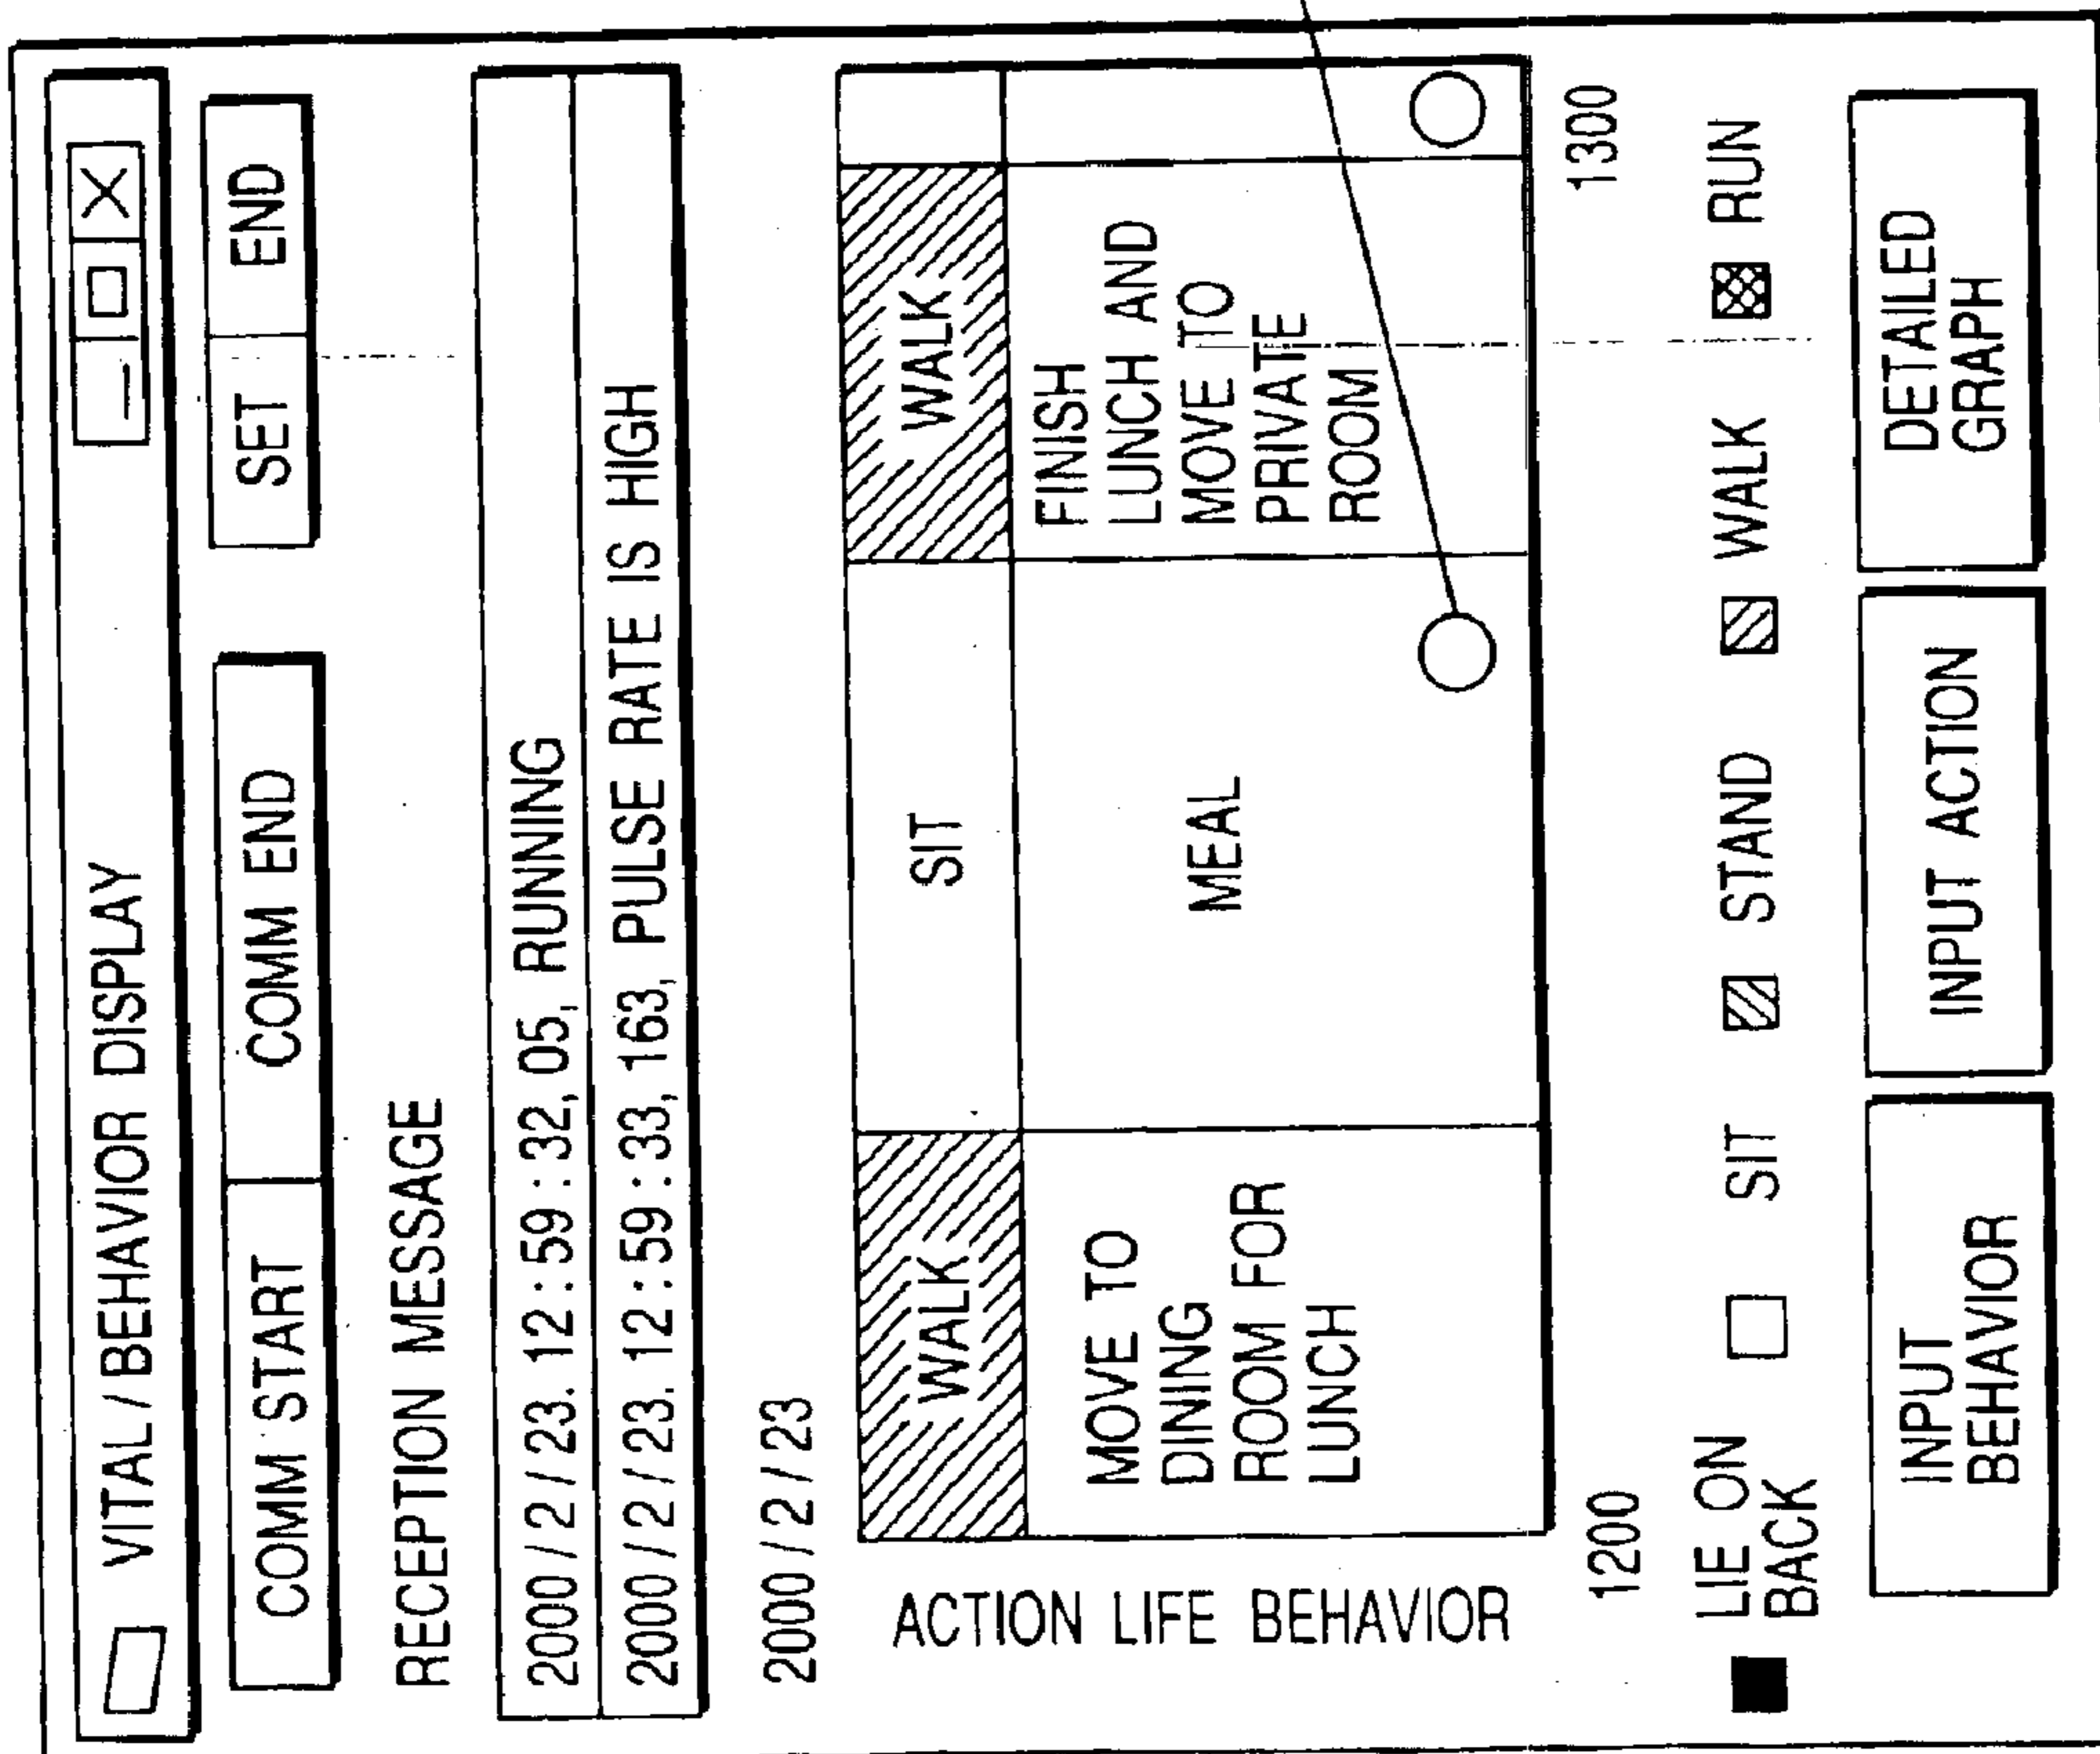 VITAL/BEHAVIOR DISPLAY
COMM START COMM END SET END
RECEPTION MESSAGE
2000/2/23. 12:59:32, 05, RUNNING
2000/2/23. 12:59:33, 163, PULSE RATE IS HIGH
2000/2/23
WALK SIT WALK
ACTION LIFE BEHAVIOR
MOVE TO
DINING
ROOM FOR
LUNCH
MEAL
FINISH
LUNCH AND
MOVE TO
PRIVATE
ROOM
1200 1300
LIE ON
BACK
SIT STAND WALK RUN
INPUT
BEHAVIOR
INPUT ACTION
DETAILED
GRAPH